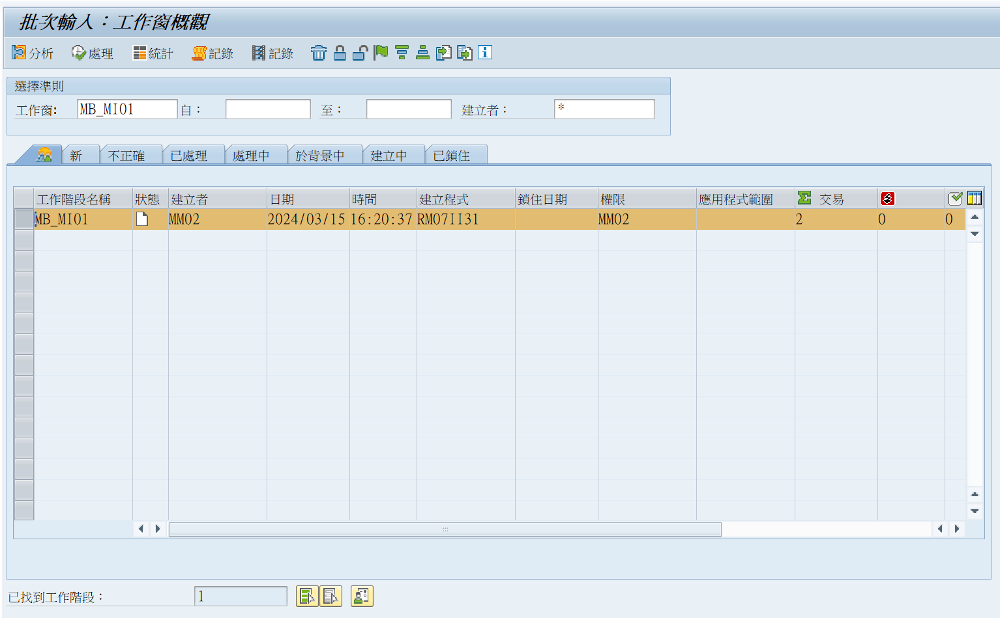 批次輸入：工作窗概觀
分析 處理 統計 記錄 記錄
選擇準則
工作窗: MB_MI01 自： 至： 建立者： *
新 不正確 已處理 處理中 於背景中 建立中 已鎖住
工作階段名稱 狀態 建立者 日期 時間 建立程式 鎖住日期 權限 應用程式範圍 交易
MB_MI01 MM02 2024/03/15 16:20:37 RM07II31 MM02 2 0 0
已找到工作階段： 1